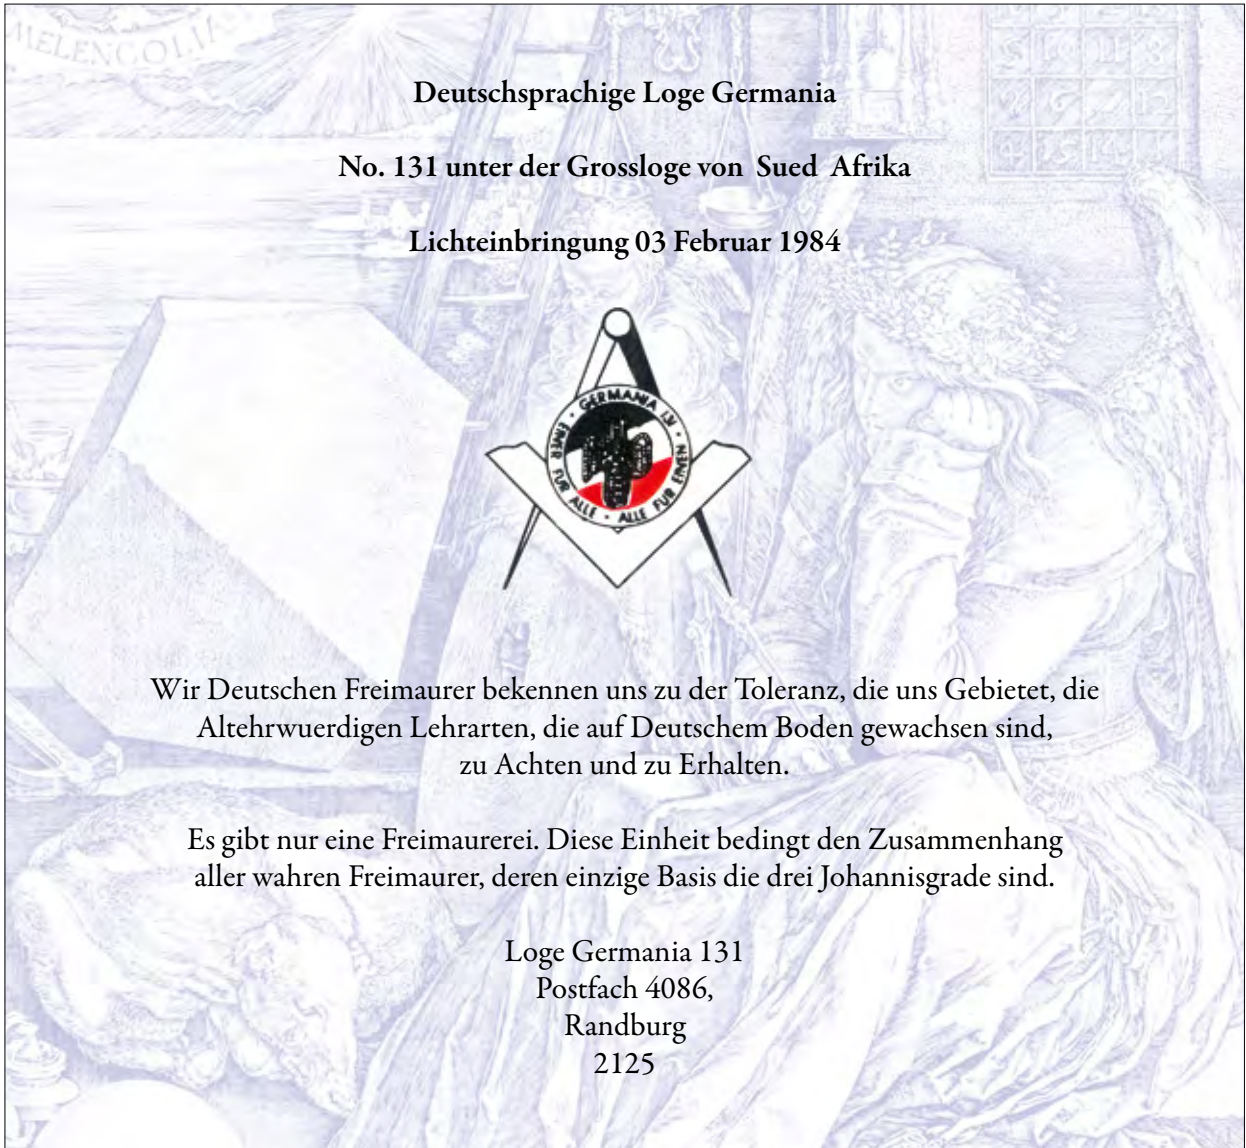 MELENCOLIA
Deutschsprachige Loge Germania
No. 131 unter der Grossloge von Sued Afrika
Lichteinbringung 03 Februar 1984
GERMANIA 131 · EINER FUR ALLE · ALLE FUR EINEN ·
Wir Deutschen Freimaurer bekennen uns zu der Toleranz, die uns Gebietet, die
Altehrwuerdigen Lehrarten, die auf Deutschem Boden gewachsen sind,
zu Achten und zu Erhalten.
Es gibt nur eine Freimaurerei. Diese Einheit bedingt den Zusammenhang
aller wahren Freimaurer, deren einzige Basis die drei Johannisgrade sind.
Loge Germania 131
Postfach 4086,
Randburg
2125